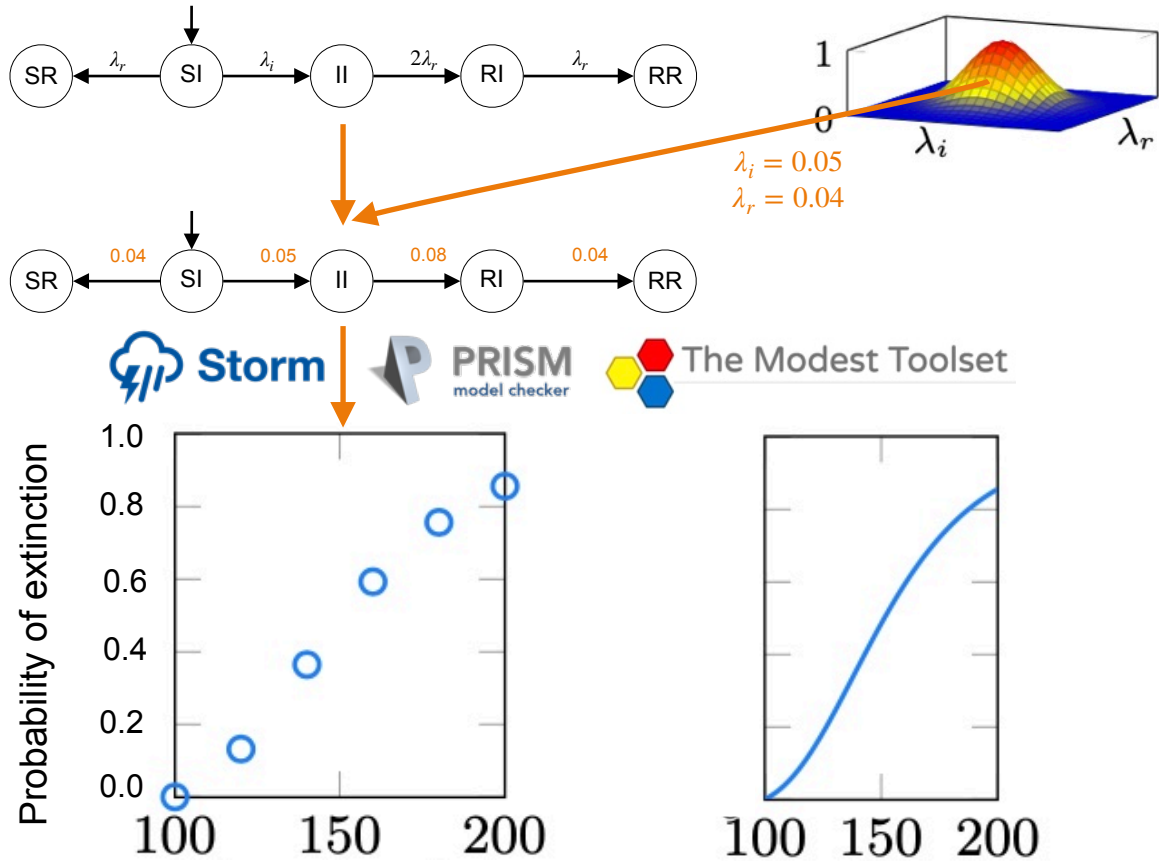 SR λr SI λi II 2λr RI λr RR
1
0
λi
λr
λi = 0.05
λr = 0.04
SR 0.04 SI 0.05 II 0.08 RI 0.04 RR
Storm
PRISM
model checker
The Modest Toolset
Probability of extinction
1.0
0.8
0.6
0.4
0.2
0.0
100 150 200
100 150 200